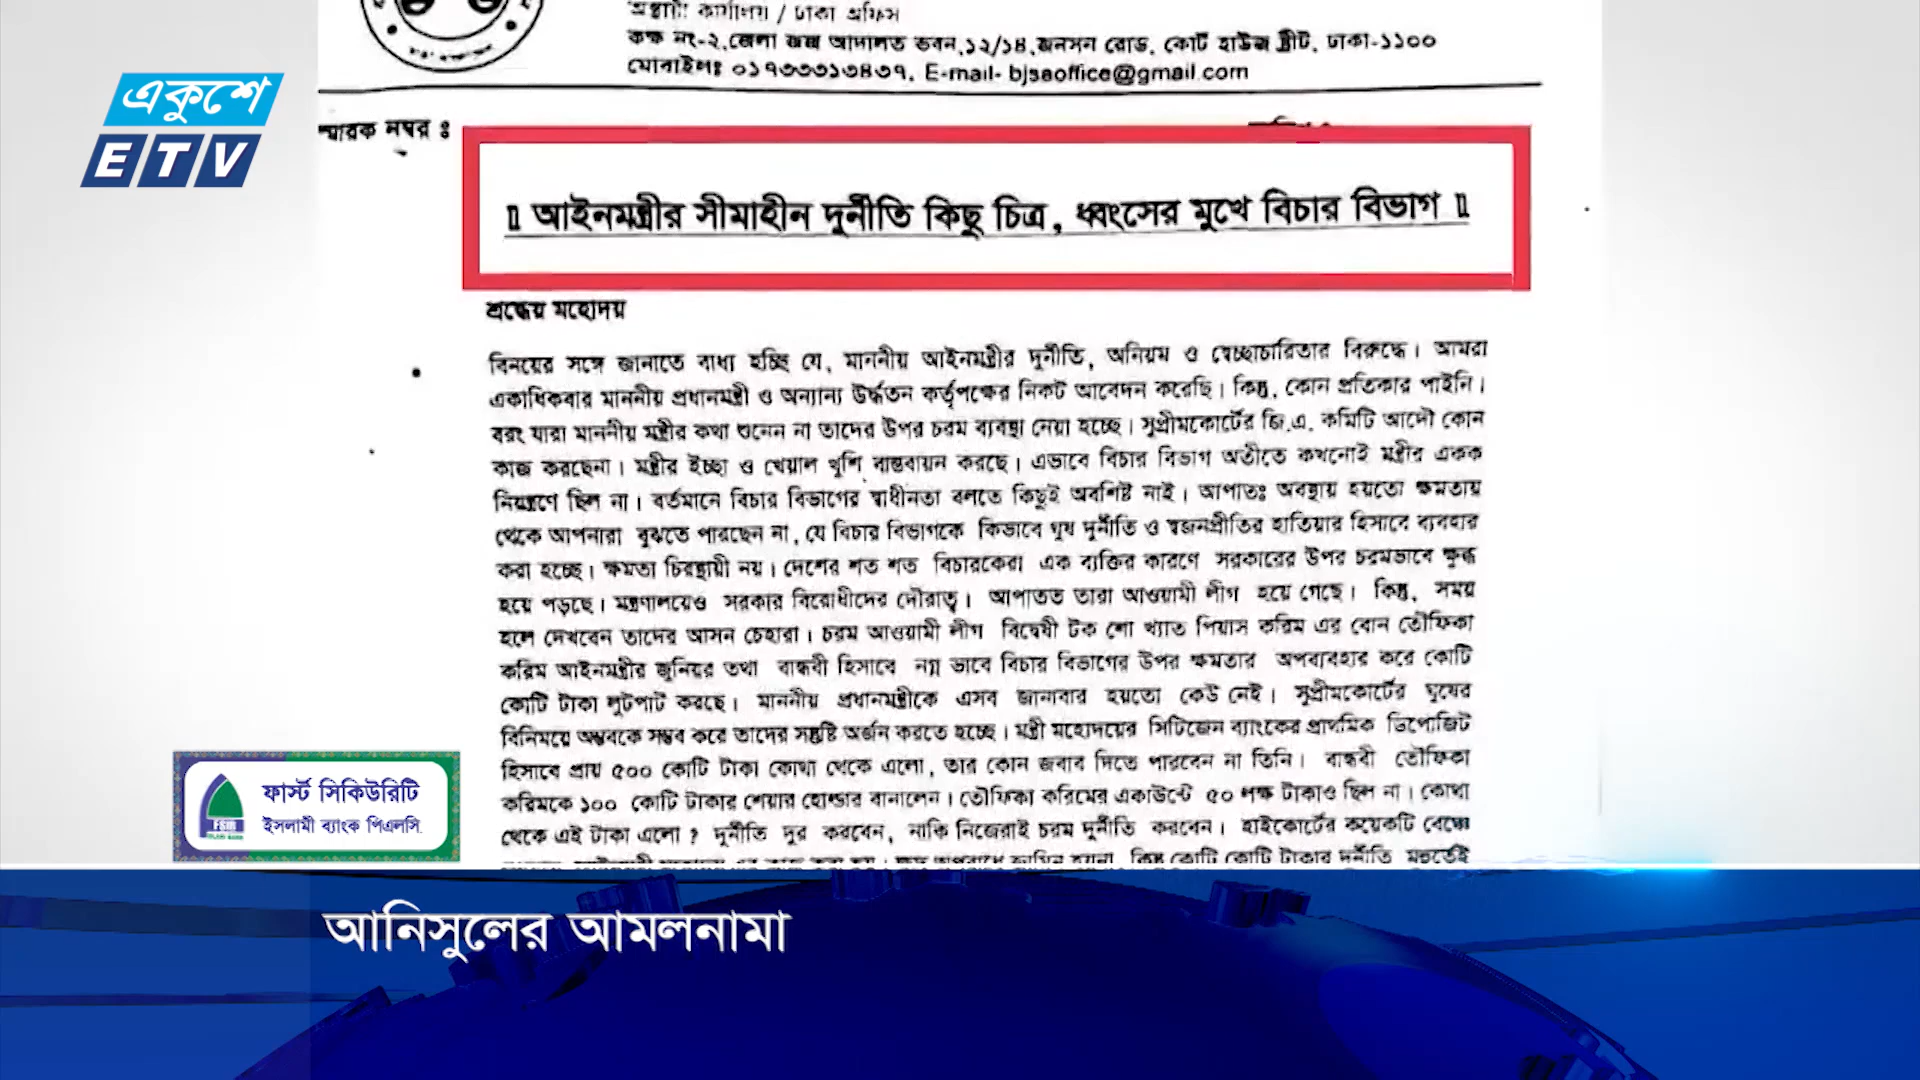 অস্থায়ী কার্যালয় / ঢাকা অফিস
কক্ষ নং-২,জেলা জজ আদালত ভবন,১২/১৪,জনসন রোড, কোর্ট হাউজ স্ট্রীট, ঢাকা-১১০০
মোবাইলঃ ০১৭৩৩৩১৩৪৩৭, E-mail- bjsaoffice@gmail.com
একুশে
ETV
স্মারক নম্বর ঃ
॥ আইনমন্ত্রীর সীমাহীন দুর্নীতি কিছু চিত্র, ধ্বংসের মুখে বিচার বিভাগ ॥
শ্রদ্ধেয় মহোদয়
বিনয়ের সঙ্গে জানাতে বাধ্য হচ্ছি যে, মাননীয় আইনমন্ত্রীর দুর্নীতি, অনিয়ম ও স্বেচ্ছাচারিতার বিরুদ্ধে। আমরা
একাধিকবার মাননীয় প্রধানমন্ত্রী ও অন্যান্য উর্দ্ধতন কর্তৃপক্ষের নিকট আবেদন করেছি। কিন্তু, কোন প্রতিকার পাইনি।
বরং যারা মাননীয় মন্ত্রীর কথা শুনেন না তাদের উপর চরম ব্যবস্থা নেয়া হচ্ছে। সুপ্রীমকোর্টের জি.এ. কমিটি আদৌ কোন
কাজ করছেনা। মন্ত্রীর ইচ্ছা ও খেয়াল খুশি বাস্তবায়ন করছে। এভাবে বিচার বিভাগ অতীতে কখনোই মন্ত্রীর একক
নিয়ন্ত্রণে ছিল না। বর্তমানে বিচার বিভাগের স্বাধীনতা বলতে কিছুই অবশিষ্ট নাই। আপাতঃ অবস্থায় হয়তো ক্ষমতায়
থেকে আপনারা বুঝতে পারছেন না, যে বিচার বিভাগকে কিভাবে ঘুষ দুর্নীতি ও স্বজনপ্রীতির হাতিয়ার হিসাবে ব্যবহার
করা হচ্ছে। ক্ষমতা চিরস্থায়ী নয়। দেশের শত শত বিচারকেরা এক ব্যক্তির কারণে সরকারের উপর চরমভাবে ক্ষুব্ধ
হয়ে পড়ছে। মন্ত্রণালয়েও সরকার বিরোধীদের দৌরাত্ব। আপাতত তারা আওয়ামী লীগ হয়ে গেছে। কিন্তু, সময়
হলে দেখবেন তাদের আসন চেহারা। চরম আওয়ামী লীগ বিদ্বেষী টক শো খ্যাত পিয়াস করিম এর বোন তৌফিকা
করিম আইনমন্ত্রীর জুনিয়র তথা বান্ধবী হিসাবে নগ্ন ভাবে বিচার বিভাগের উপর ক্ষমতার অপব্যবহার করে কোটি
কোটি টাকা লুটপাট করছে। মাননীয় প্রধানমন্ত্রীকে এসব জানাবার হয়তো কেউ নেই। সুপ্রীমকোর্টের ঘুষের
বিনিময়ে অসম্ভবকে সম্ভব করে তাদের সন্তুষ্টি অর্জন করতে হচ্ছে। মন্ত্রী মহোদয়ের সিটিজেন ব্যাংকের প্রাথমিক ডিপোজিট
হিসাবে প্রায় ৫০০ কোটি টাকা কোথা থেকে এলো, তার কোন জবাব দিতে পারবেন না তিনি। বান্ধবী তৌফিকা
করিমকে ১০০ কোটি টাকার শেয়ার হোল্ডার বানালেন। তৌফিকা করিমের একাউন্টে ৫০ লক্ষ টাকাও ছিল না। কোথা
থেকে এই টাকা এলো ? দুর্নীতি দুর করবেন, নাকি নিজেরাই চরম দুর্নীতি করবেন। হাইকোর্টের কয়েকটি বেঞ্চে
কিন্তু কোটি কোটি টাকার দুর্নীতি
ফার্স্ট সিকিউরিটি
ইসলামী ব্যাংক পিএলসি.
আনিসুলের আমলনামা